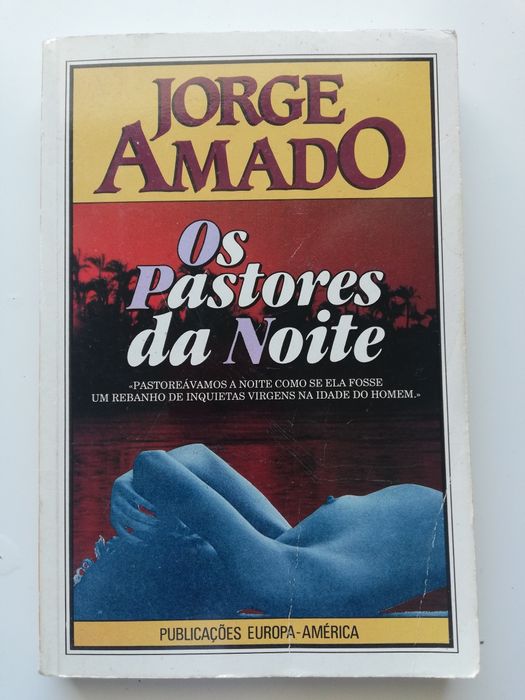 JORGE
AMADO
Os
Pastores
da Noite
«PASTOREÁVAMOS A NOITE COMO SE ELA FOSSE
UM REBANHO DE INQUIETAS VIRGENS NA IDADE DO HOMEM.»
PUBLICAÇÕES EUROPA-AMÉRICA